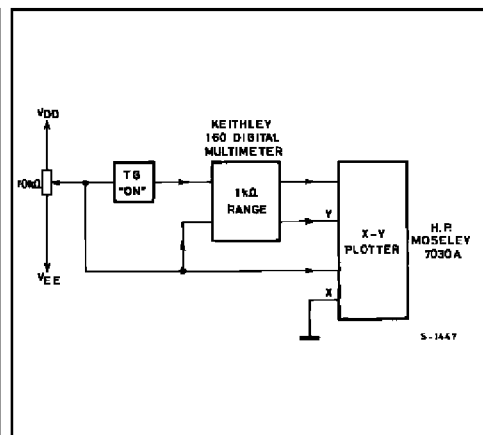 KEITHLEY
160 DIGITAL
MULTIMETER
VDD
10kΩ
TG
"ON"
1kΩ
RANGE
Y
X-Y
PLOTTER
H.P.
MOSELEY
7030A
VEE
X
S-1447